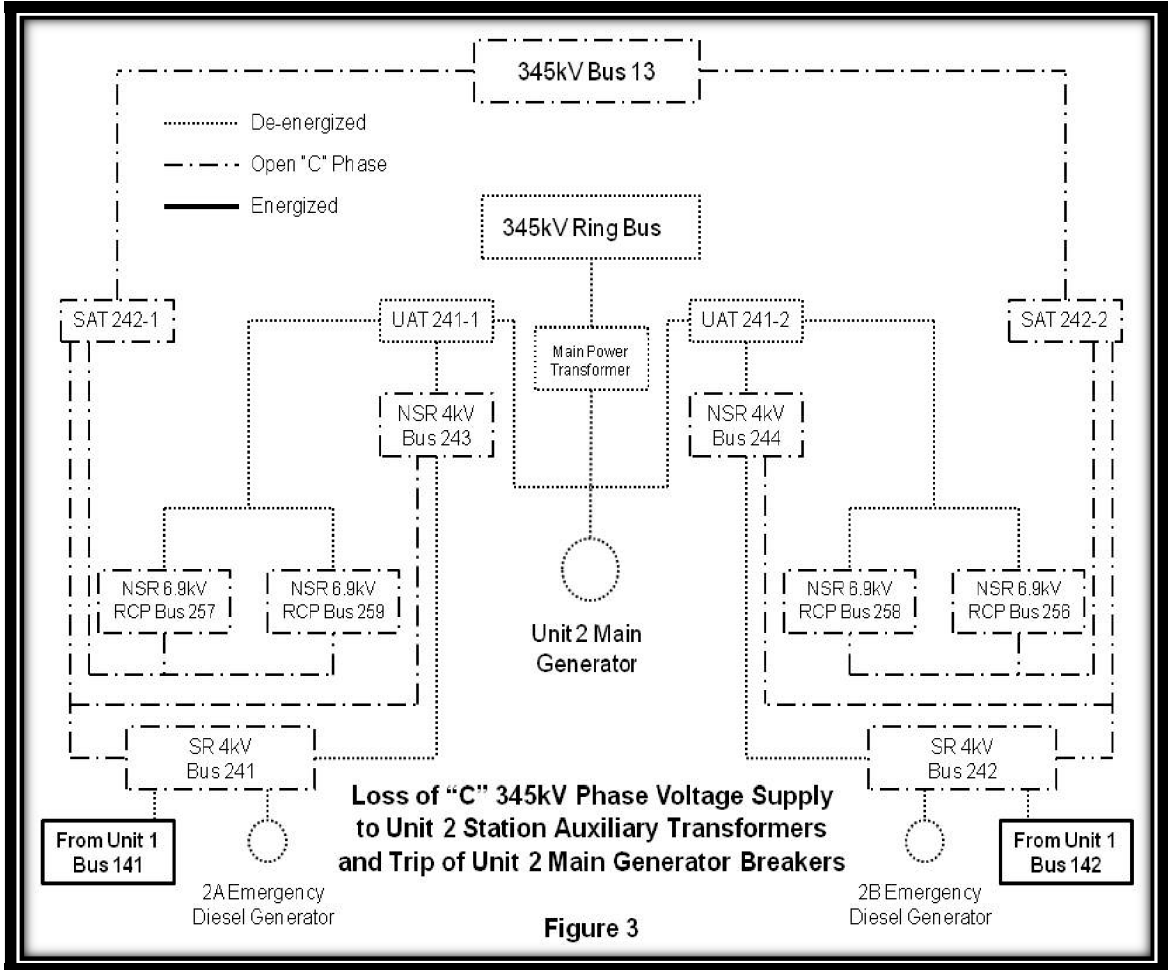 345kV Bus 13
De-energized
Open "C" Phase
Energized
345kV Ring Bus
SAT 242-1
UAT 241-1
UAT 241-2
SAT 242-2
Main Power
Transformer
NSR 4kV
Bus 243
NSR 4kV
Bus 244
NSR 6.9kV
RCP Bus 257
NSR 6.9kV
RCP Bus 259
NSR 6.9kV
RCP Bus 258
NSR 6.9kV
RCP Bus 256
Unit 2 Main
Generator
SR 4kV
Bus 241
SR 4kV
Bus 242
Loss of “C” 345kV Phase Voltage Supply
to Unit 2 Station Auxiliary Transformers
and Trip of Unit 2 Main Generator Breakers
From Unit 1
Bus 141
From Unit 1
Bus 142
2A Emergency
Diesel Generator
2B Emergency
Diesel Generator
Figure 3